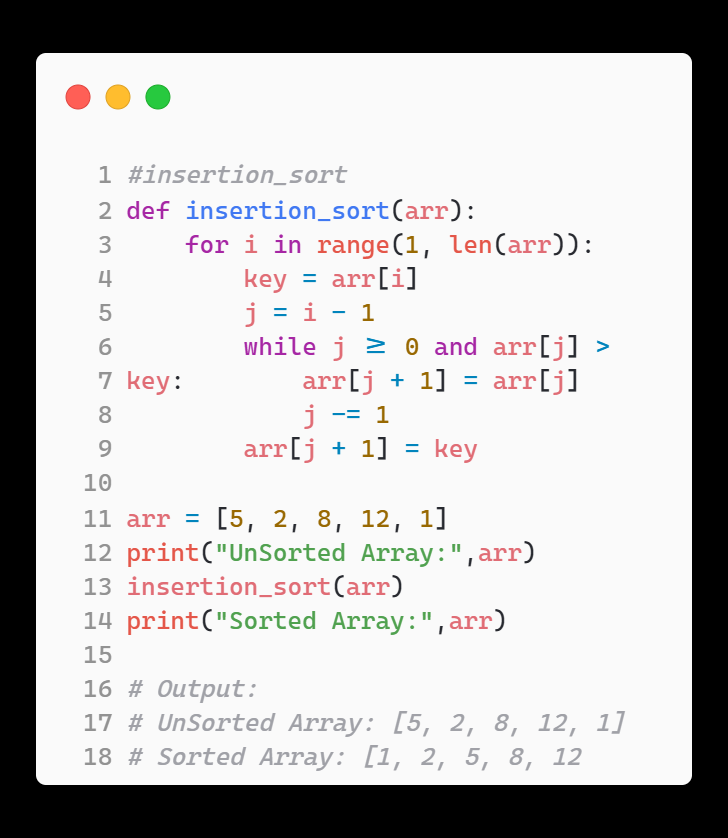 1 #insertion_sort
2 def insertion_sort(arr):
3     for i in range(1, len(arr)):
4         key = arr[i]
5         j = i - 1
6         while j ≥ 0 and arr[j] >
7 key:        arr[j + 1] = arr[j]
8             j -= 1
9         arr[j + 1] = key
10
11 arr = [5, 2, 8, 12, 1]
12 print("UnSorted Array:",arr)
13 insertion_sort(arr)
14 print("Sorted Array:",arr)
15
16 # Output:
17 # UnSorted Array: [5, 2, 8, 12, 1]
18 # Sorted Array: [1, 2, 5, 8, 12